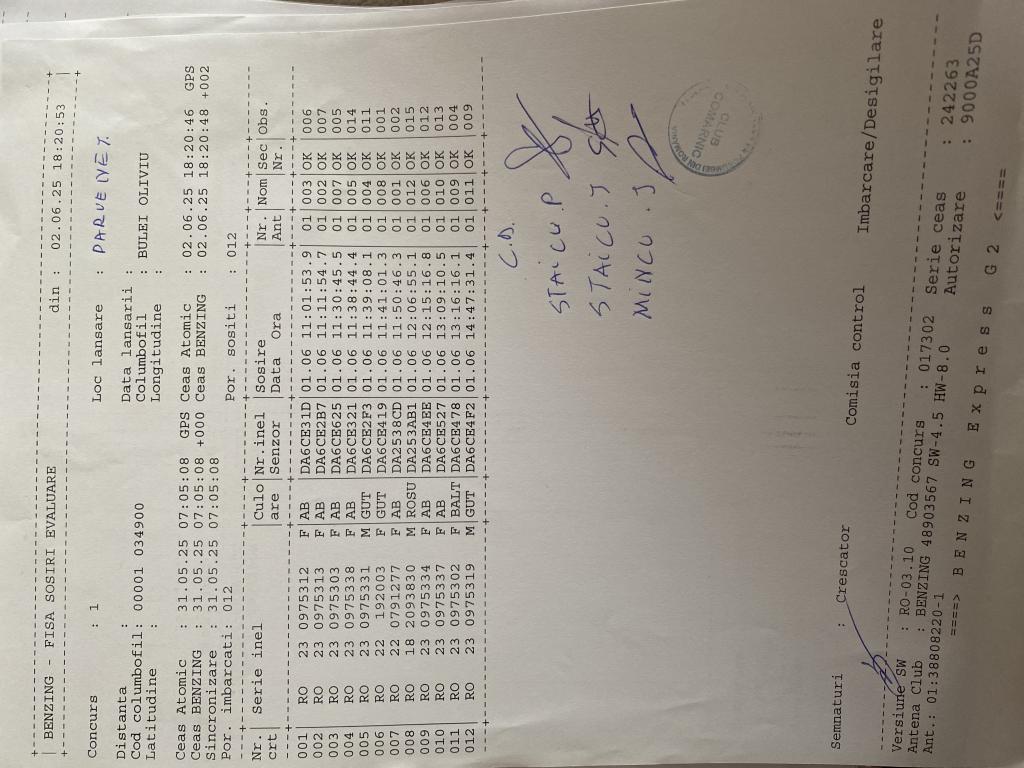 BENZING - FISA SOSIRI EVALUARE
din : 02.06.25 18:20:53
Concurs : 1 Loc lansare : PARVENET.
Distanta : Data lansarii :
Cod columbofil: 00001 034900 Columbofil : BULEI OLIVIU
Latitudine : Longitudine :
Ceas Atomic : 31.05.25 07:05:08 GPS Ceas Atomic : 02.06.25 18:20:46 GPS
Ceas BENZING : 31.05.25 07:05:08 +000 Ceas BENZING : 02.06.25 18:20:48 +002
Sincronizare : 31.05.25 07:05:08
Por. imbarcati: 012 Por. sositi : 012
Nr| Serie inel |Culo|Nr.inel |Sosire |Nr. |Nom|Sec|Obs.
crt |are |Senzor |Data Ora |Ant | |Nr.|
001 RO 23 0975312 F AB DA6CE31D 01.06 11:01:53.9 01 003 OK 006
002 RO 23 0975313 F AB DA6CE2B7 01.06 11:11:54.7 01 002 OK 007
003 RO 23 0975303 F AB DA6CE625 01.06 11:30:45.5 01 007 OK 005
004 RO 23 0975338 F AB DA6CE321 01.06 11:38:44.4 01 005 OK 014
005 RO 23 0975331 M GUT DA6CE2F3 01.06 11:39:08.1 01 004 OK 011
006 RO 22 192003 F GUT DA6CE419 01.06 11:41:01.3 01 008 OK 001
007 RO 22 0791277 F AB DA2538CD 01.06 11:50:46.3 01 001 OK 002
008 RO 18 2093830 M ROSU DA253AB1 01.06 12:06:55.1 01 012 OK 015
009 RO 23 0975334 F AB DA6CE4BE 01.06 12:15:16.8 01 006 OK 012
010 RO 23 0975337 F AB DA6CE527 01.06 13:09:10.5 01 010 OK 013
011 RO 23 0975302 F BALT DA6CE478 01.06 13:16:16.1 01 009 OK 004
012 RO 23 0975319 M GUT DA6CE4F2 01.06 14:47:31.4 01 011 OK 009
C.D.
STAICU.P
STAICU.J
MINCU.J
CLUB
COMARNIC
Semnaturi : Crescator Comisia control Imbarcare/Desigilare
Versiune SW : RO-03.10 Cod concurs : 017302 Serie ceas : 242263
Antena Club : BENZING 48903567 SW-4.5 HW-8.0 Autorizare : 9000A25D
Ant.: 01:38808220-1
====> B E N Z I N G E x p r e s s G 2 <====